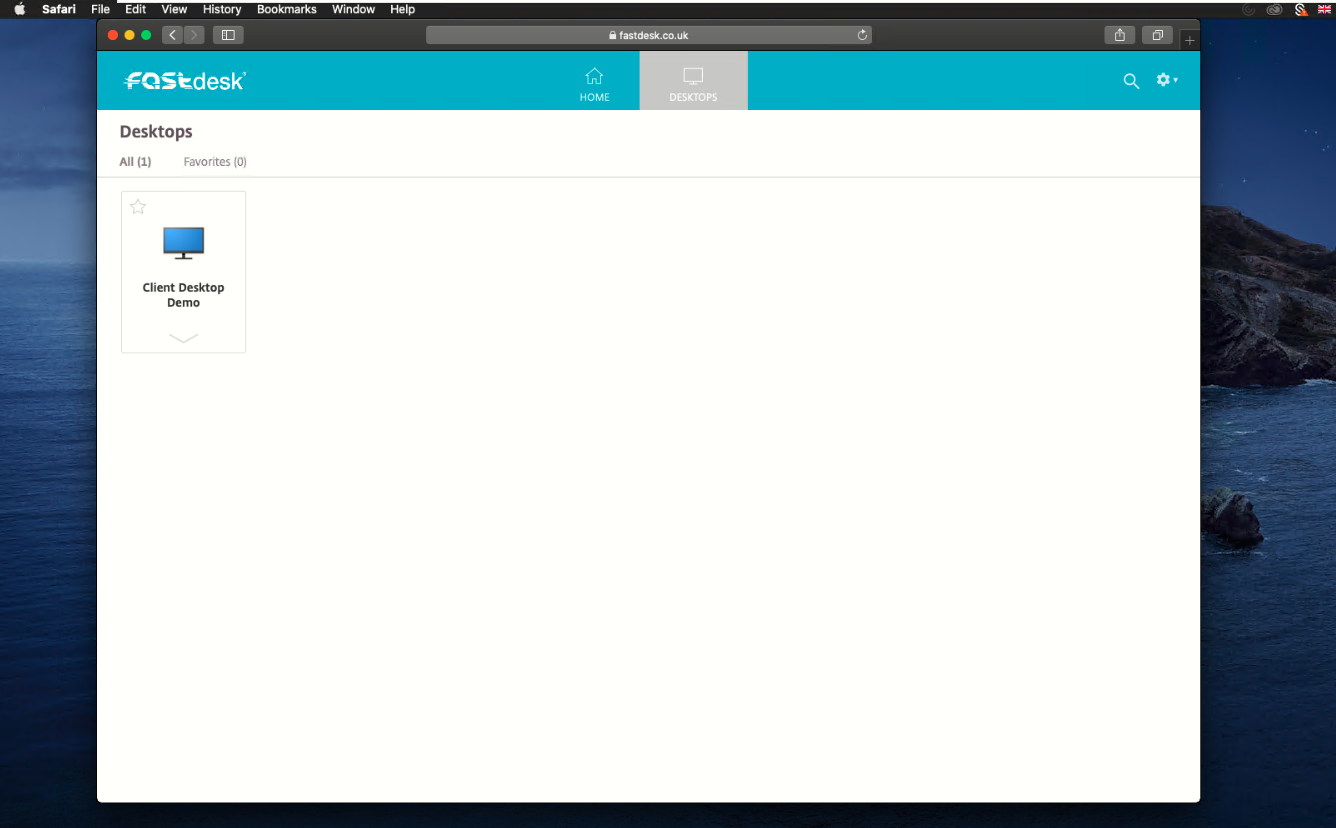 Safari File Edit View History Bookmarks Window Help
fastdesk.co.uk
FASTdesk
HOME
DESKTOPS
Desktops
All (1) Favorites (0)
Client Desktop
Demo